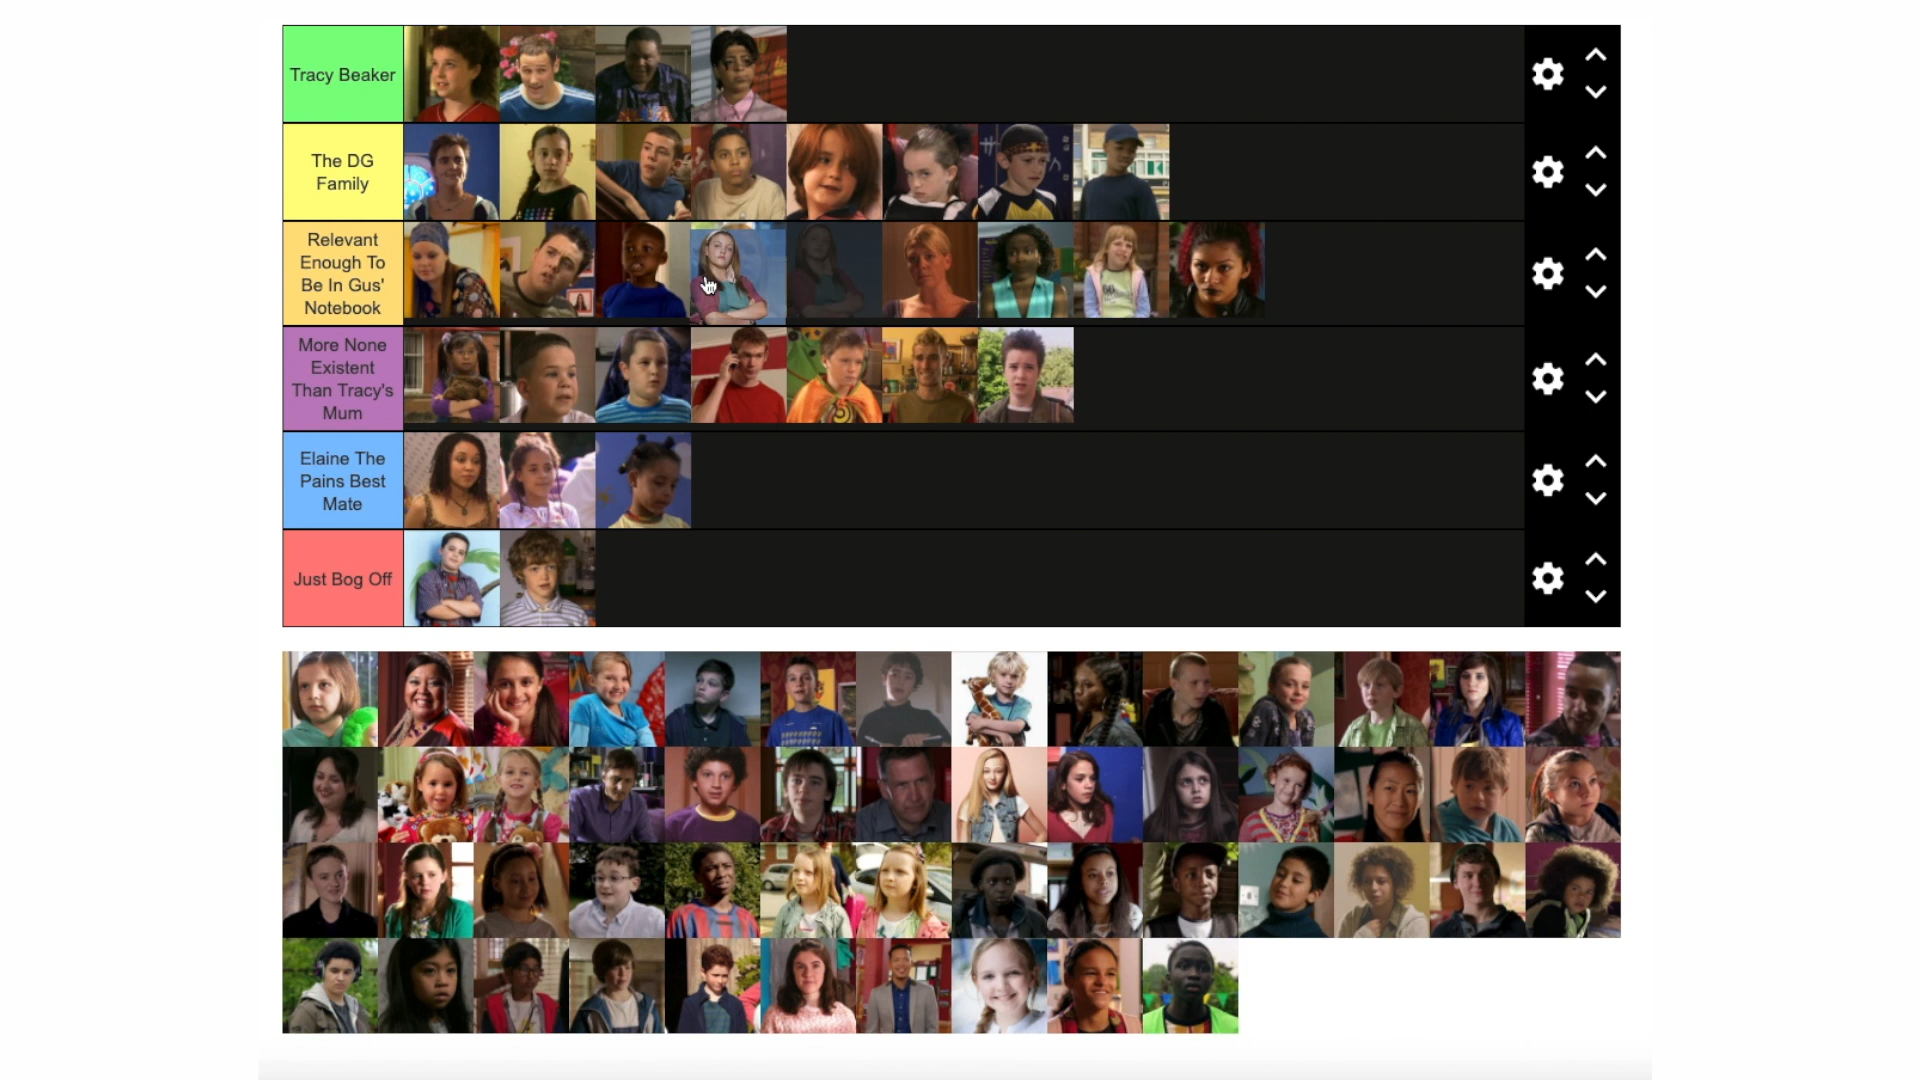 Tracy Beaker
The DG
Family
Relevant
Enough To
Be In Gus'
Notebook
More None
Existent
Than Tracy's
Mum
Elaine The
Pains Best
Mate
Just Bog Off